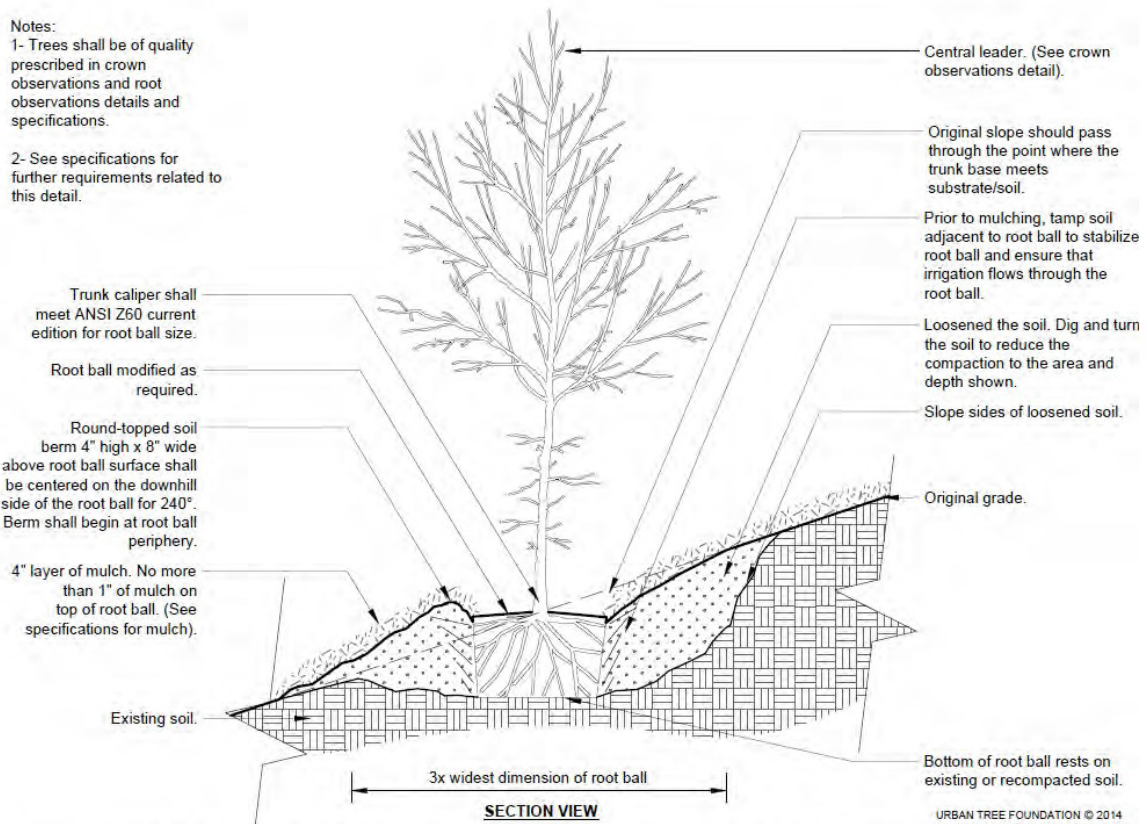 Notes:
1- Trees shall be of quality
prescribed in crown
observations and root
observations details and
specifications.
2- See specifications for
further requirements related to
this detail.
Trunk caliper shall
meet ANSI Z60 current
edition for root ball size.
Root ball modified as
required.
Round-topped soil
berm 4" high x 8" wide
above root ball surface shall
be centered on the downhill
side of the root ball for 240°.
Berm shall begin at root ball
periphery.
4" layer of mulch. No more
than 1" of mulch on
top of root ball. (See
specifications for mulch).
Existing soil.
Central leader. (See crown
observations detail).
Original slope should pass
through the point where the
trunk base meets
substrate/soil.
Prior to mulching, tamp soil
adjacent to root ball to stabilize
root ball and ensure that
irrigation flows through the
root ball.
Loosened the soil. Dig and turn
the soil to reduce the
compaction to the area and
depth shown.
Slope sides of loosened soil.
Original grade.
Bottom of root ball rests on
existing or recompacted soil.
3x widest dimension of root ball
SECTION VIEW
URBAN TREE FOUNDATION © 2014